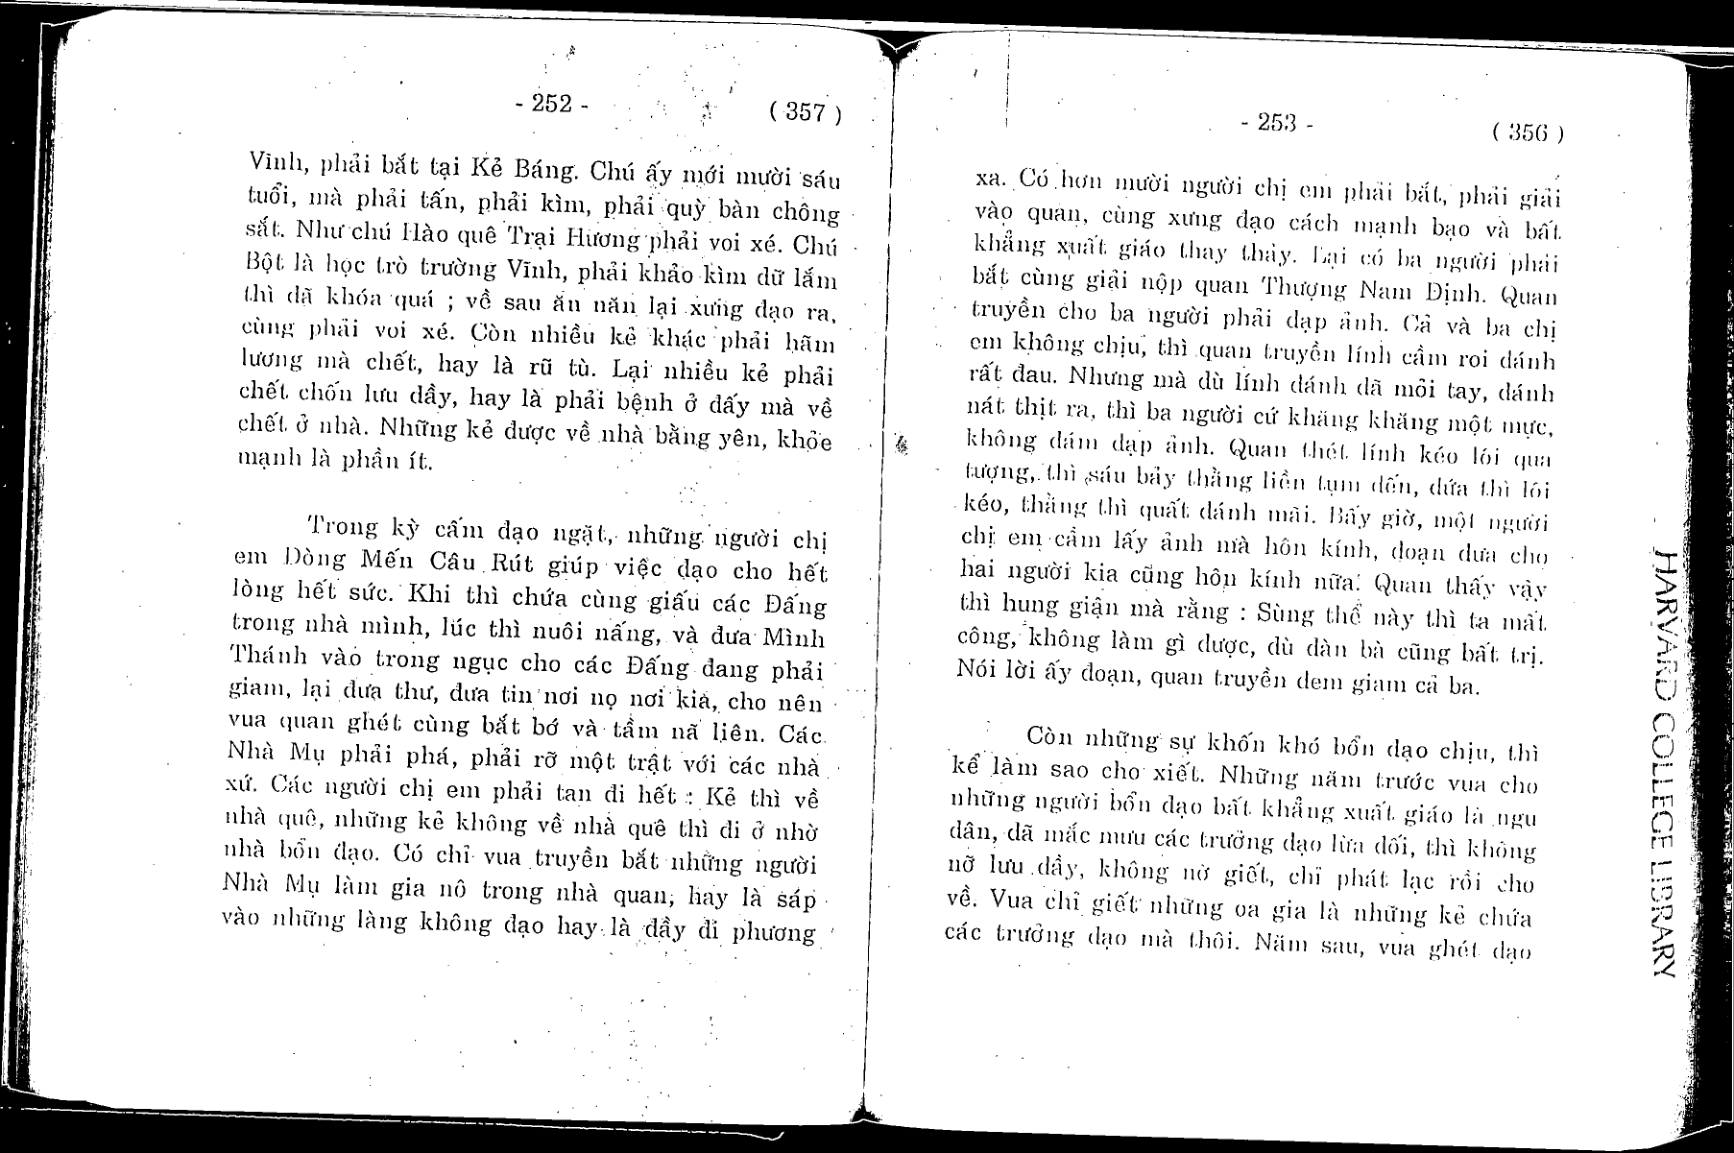 - 252 - ( 357 )
Vĩnh, phải bắt tại Kẻ Báng. Chú ấy mới mười sáu
tuổi, mà phải tấn, phải kìm, phải quỳ bàn chông
sắt. Như chú Hào quê Trại Hương phải voi xé. Chú
Bột là học trò trường Vĩnh, phải khảo kìm dữ lắm
thì đã khóa quá ; về sau ăn năn lại xưng đạo ra,
cùng phải voi xé. Còn nhiều kẻ khác phải hãm
lương mà chết, hay là rũ tù. Lại nhiều kẻ phải
chết chốn lưu đầy, hay là phải bệnh ở đấy mà về
chết ở nhà. Những kẻ được về nhà bằng yên, khỏe
mạnh là phần ít.
Trong kỳ cấm đạo ngặt, những người chị
em Dòng Mến Câu Rút giúp việc đạo cho hết
lòng hết sức. Khi thì chứa cùng giấu các Đấng
trong nhà mình, lúc thì nuôi nấng, và đưa Mình
Thánh vào trong ngục cho các Đấng đang phải
giam, lại đưa thư, đưa tin nơi nọ nơi kia, cho nên
vua quan ghét cùng bắt bớ và tầm nã liên. Các
Nhà Mụ phải phá, phải rỡ một trật với các nhà
xứ. Các người chị em phải tan đi hết : Kẻ thì về
nhà quê, những kẻ không về nhà quê thì đi ở nhờ
nhà bổn đạo. Có chỉ vua truyền bắt những người
Nhà Mụ làm gia nô trong nhà quan, hay là sáp
vào những làng không đạo hay là đầy đi phương
- 253 - ( 356 )
xa. Có hơn mười người chị em phải bắt, phải giải
vào quan, cùng xưng đạo cách mạnh bạo và bất
khẳng xuất giáo thay thảy. Lại có ba người phải
bắt cùng giải nộp quan Thượng Nam Định. Quan
truyền cho ba người phải đạp ảnh. Cả và ba chị
em không chịu, thì quan truyền lính cầm roi đánh
rất đau. Nhưng mà dù lính đánh đã mỏi tay, đánh
nát thịt ra, thì ba người cứ khăng khăng một mực,
không dám đạp ảnh. Quan thét lính kéo lôi qua
tượng, thì sáu bảy thằng liền tụm đến, đứa thì lôi
kéo, thằng thì quất đánh mãi. Bấy giờ, một người
chị em cầm lấy ảnh mà hôn kính, đoạn đưa cho
hai người kia cũng hôn kính nữa. Quan thấy vậy
thì hung giận mà rằng : Sùng thể này thì ta mất
công, không làm gì được, dù đàn bà cũng bất trị.
Nói lời ấy đoạn, quan truyền đem giam cả ba.
Còn những sự khốn khó bổn đạo chịu, thì
kể làm sao cho xiết. Những năm trước vua cho
những người bổn đạo bất khẳng xuất giáo là ngu
dân, đã mắc mưu các trưởng đạo lừa dối, thì không
nỡ lưu đầy, không nỡ giết, chỉ phát lạc rồi cho
về. Vua chỉ giết những oa gia là những kẻ chứa
các trưởng đạo mà thôi. Năm sau, vua ghét đạo
HARVARD COLLEGE LIBRARY